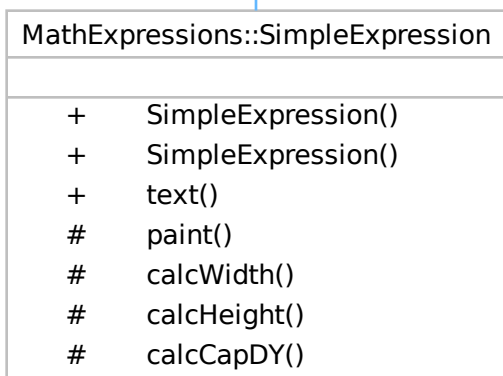 MathExpressions::SimpleExpression
+ SimpleExpression()
+ SimpleExpression()
+ text()
# paint()
# calcWidth()
# calcHeight()
# calcCapDY()